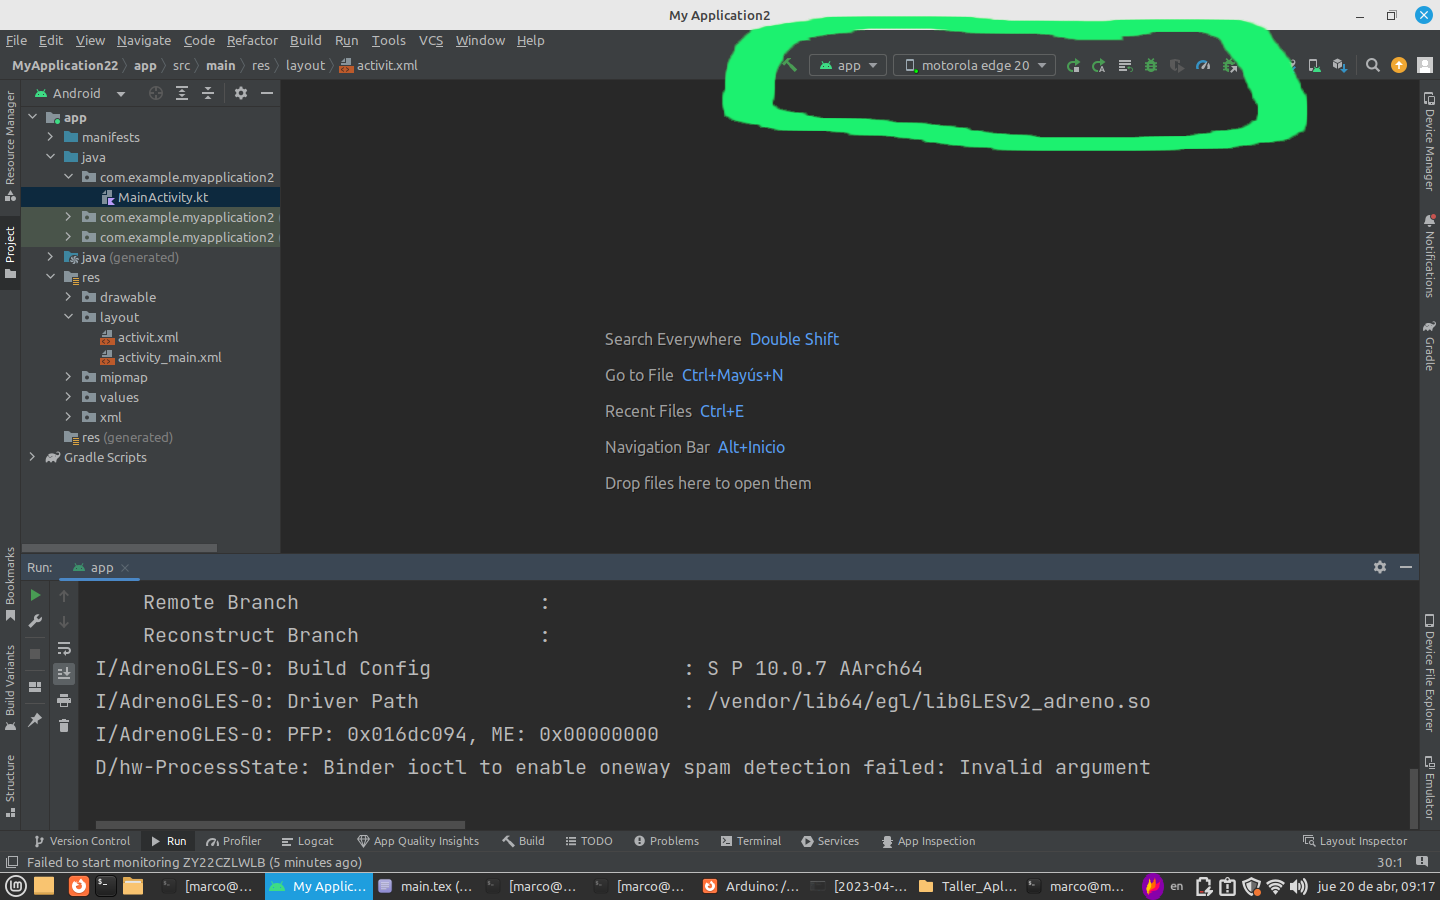 My Application2
File Edit View Navigate Code Refactor Build Run Tools VCS Window Help
MyApplication22 app src main res layout activit.xml
app motorola edge 20
Resource Manager
Project
Bookmarks
Build Variants
Structure
Android
app
manifests
java
com.example.myapplication2
MainActivity.kt
com.example.myapplication2
com.example.myapplication2
java (generated)
res
drawable
layout
activit.xml
activity_main.xml
mipmap
values
xml
res (generated)
Gradle Scripts
Search Everywhere Double Shift
Go to File Ctrl+Mayús+N
Recent Files Ctrl+E
Navigation Bar Alt+Inicio
Drop files here to open them
Device Manager
Notifications
Gradle
Device File Explorer
Emulator
Run: app
Remote Branch :
Reconstruct Branch :
I/AdrenoGLES-0: Build Config : S P 10.0.7 AArch64
I/AdrenoGLES-0: Driver Path : /vendor/lib64/egl/libGLESv2_adreno.so
I/AdrenoGLES-0: PFP: 0x016dc094, ME: 0x00000000
D/hw-ProcessState: Binder ioctl to enable oneway spam detection failed: Invalid argument
Version Control Run Profiler Logcat App Quality Insights Build TODO Problems Terminal Services App Inspection Layout Inspector
Failed to start monitoring ZY22CZLWLB (5 minutes ago) 30:1
[marco@... My Applic... main.tex (... [marco@... [marco@... Arduino: /... [2023-04-... Taller_Apl... marco@m... en jue 20 de abr, 09:17